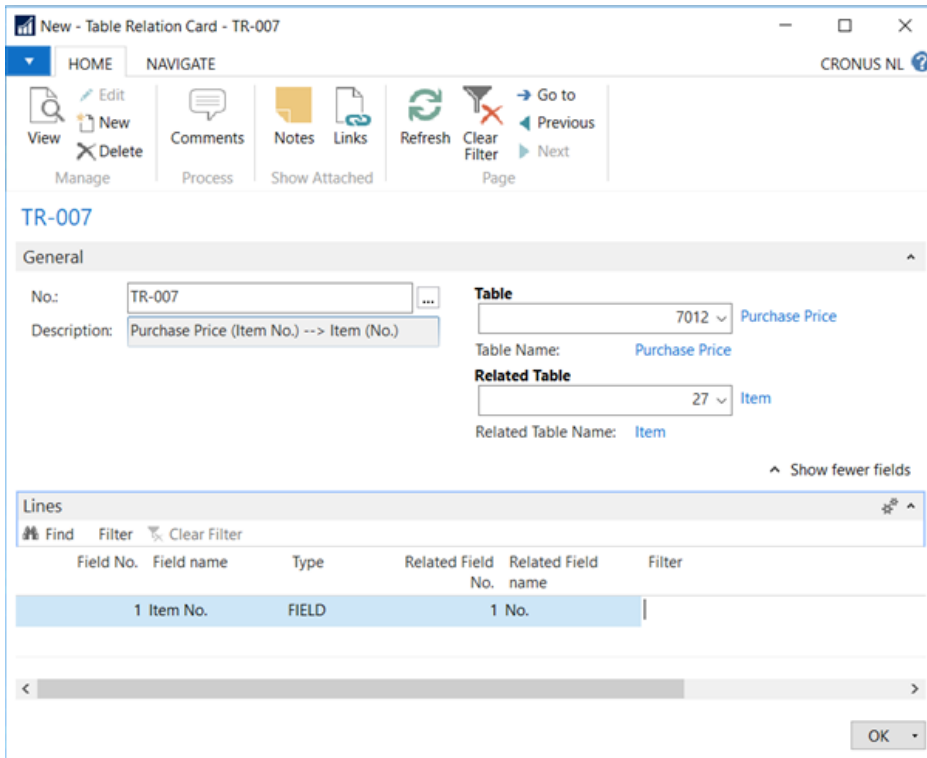 New - Table Relation Card - TR-007
HOME NAVIGATE CRONUS NL ?
View Edit New Delete Comments Notes Links Refresh Clear Filter Go to Previous Next
Manage Process Show Attached Page
TR-007
General
No.: TR-007 ... Table
7012 Purchase Price
Description: Purchase Price (Item No.) --> Item (No.)
Table Name: Purchase Price
Related Table
27 Item
Related Table Name: Item
Show fewer fields
Lines
Find Filter Clear Filter
Field No. Field name Type Related Field No. Related Field name Filter
1 Item No. FIELD 1 No.
OK